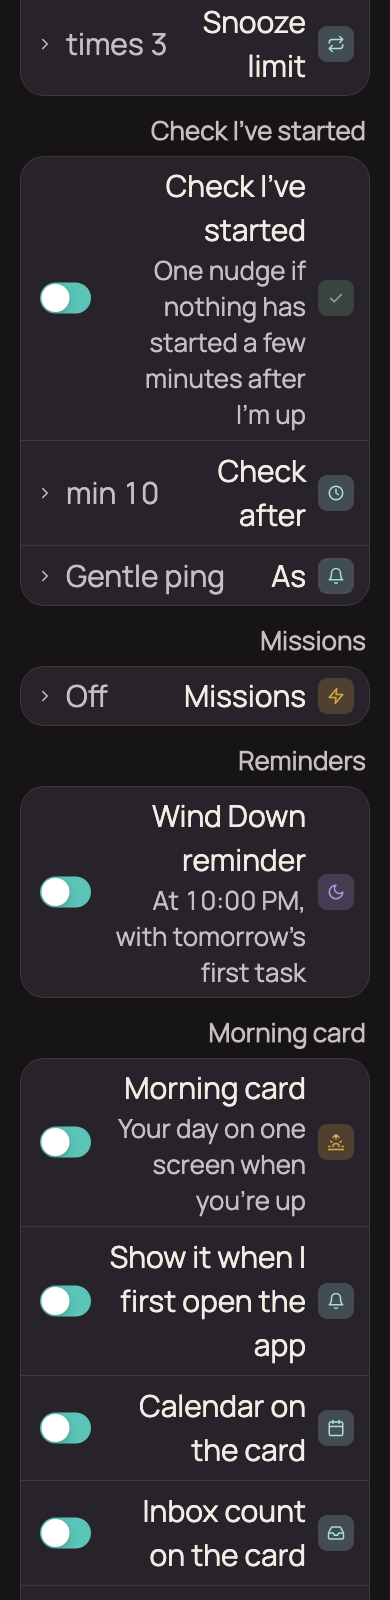 Snooze
limit
times 3
Check I've started
Check I've
started
One nudge if
nothing has
started a few
minutes after
I'm up
Check
after
min 10
As
Gentle ping
Missions
Missions
Off
Reminders
Wind Down
reminder
At 10:00 PM,
with tomorrow's
first task
Morning card
Morning card
Your day on one
screen when
you're up
Show it when I
first open the
app
Calendar on
the card
Inbox count
on the card